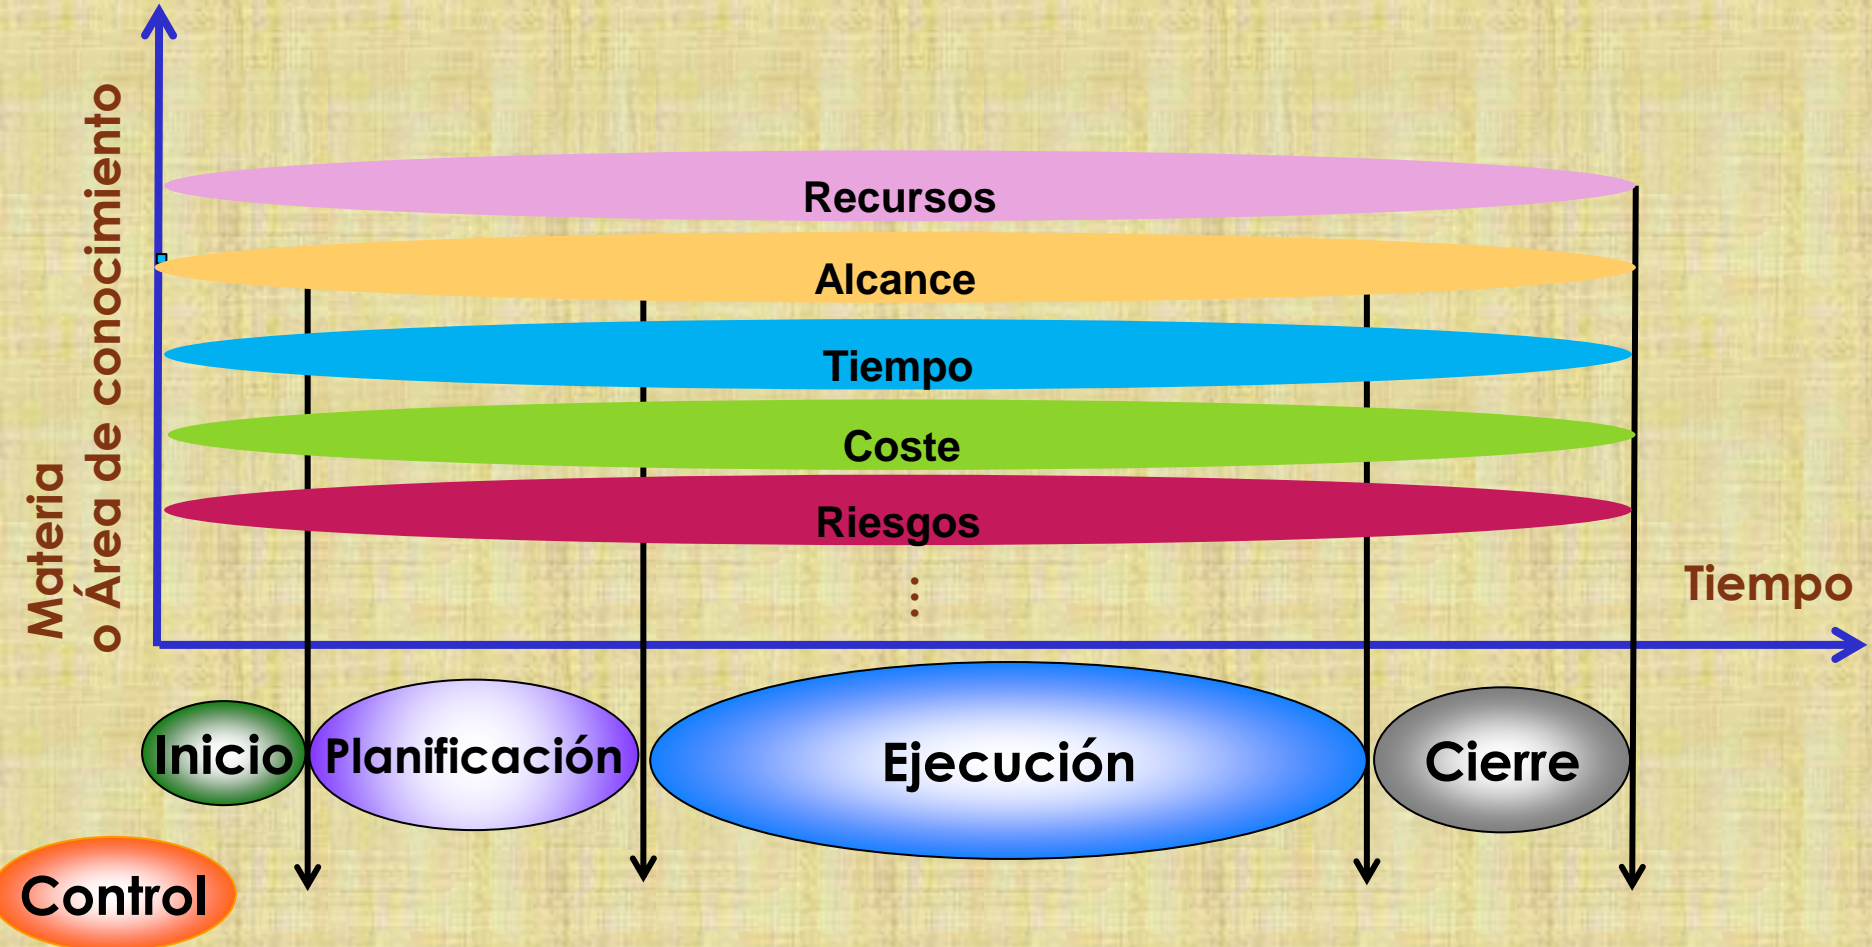 Materia
o Área de conocimiento
Recursos
Alcance
Tiempo
Coste
Riesgos
...
Tiempo
Inicio
Planificación
Ejecución
Cierre
Control